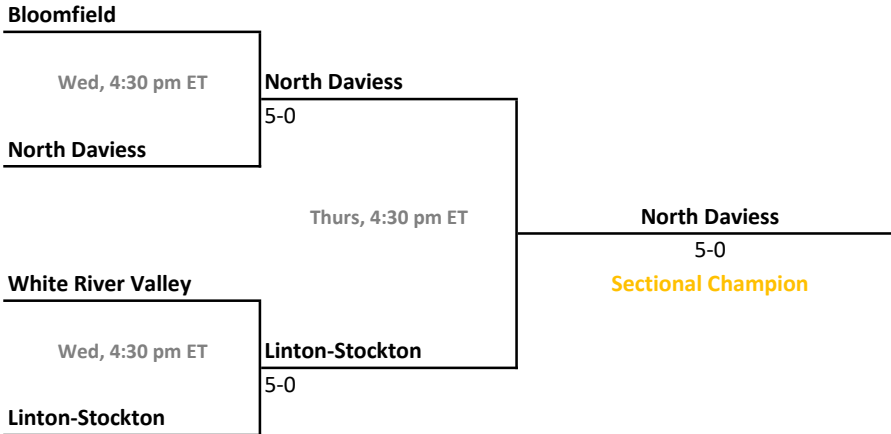 Bloomfield
Wed, 4:30 pm ET
North Daviess
5-0
North Daviess
Thurs, 4:30 pm ET
North Daviess
5-0
Sectional Champion
White River Valley
Wed, 4:30 pm ET
Linton-Stockton
5-0
Linton-Stockton